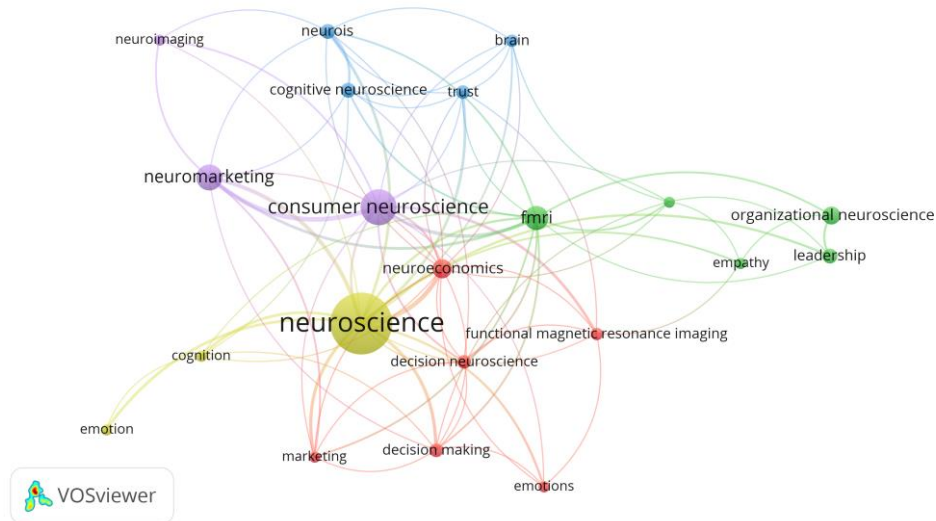 neuroimaging
neurois
brain
cognitive neuroscience
trust
neuromarketing
consumer neuroscience
fmri
organizational neuroscience
neuroeconomics
empathy
leadership
neuroscience
functional magnetic resonance imaging
cognition
decision neuroscience
emotion
marketing
decision making
emotions
VOSviewer